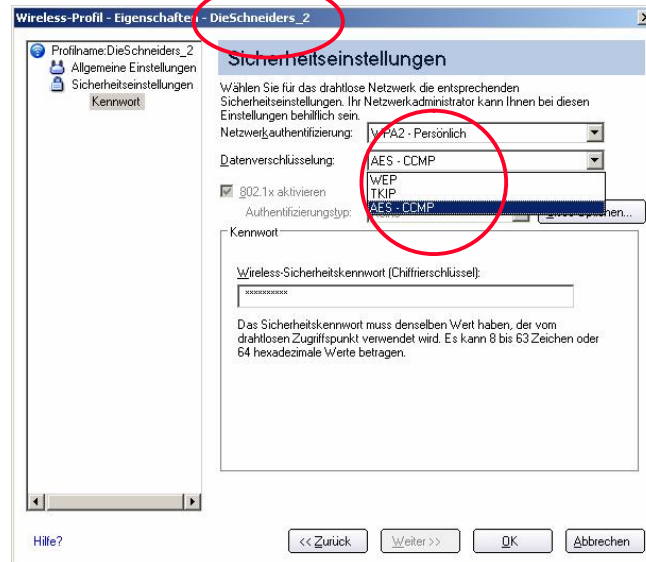 Wireless-Profil - Eigenschaften - DieSchneiders_2
Profilname:DieSchneiders_2
Allgemeine Einstellungen
Sicherheitseinstellungen
Kennwort
Sicherheitseinstellungen
Wählen Sie für das drahtlose Netzwerk die entsprechenden
Sicherheitseinstellungen. Ihr Netzwerkadministrator kann Ihnen bei diesen
Einstellungen behilflich sein.
Netzwerkauthentifizierung: WPA2 - Persönlich
Datenverschlüsselung: AES - CCMP
WEP
TKIP
AES - CCMP
802.1x aktivieren
Authentifizierungstyp:
Kennwort
Wireless-Sicherheitskennwort (Chiffrierschlüssel):
xxxxxxxxxx
Das Sicherheitskennwort muss denselben Wert haben, der vom
drahtlosen Zugriffspunkt verwendet wird. Es kann 8 bis 63 Zeichen oder
64 hexadezimale Werte betragen.
Hilfe?
<< Zurück
Weiter >>
OK
Abbrechen